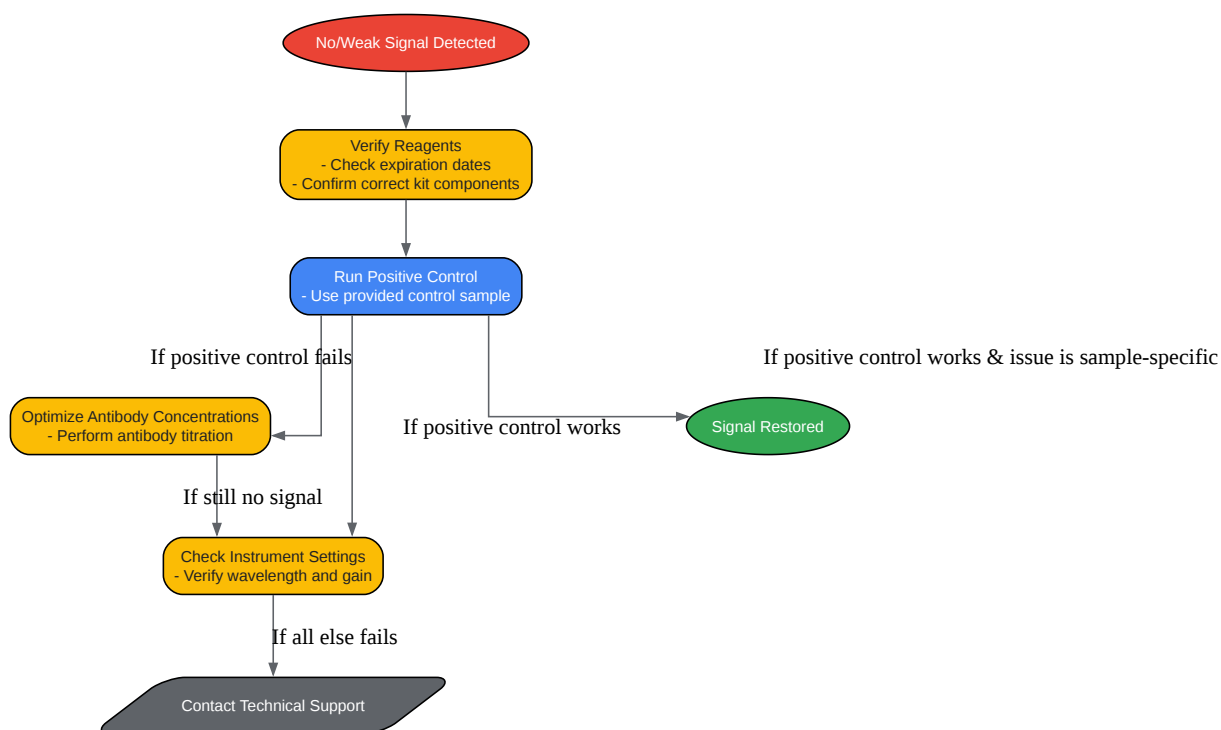 No/Weak Signal Detected
Verify Reagents
- Check expiration dates
- Confirm correct kit components
Run Positive Control
- Use provided control sample
If positive control fails
If positive control works & issue is sample-specific
Optimize Antibody Concentrations
- Perform antibody titration
If positive control works
Signal Restored
If still no signal
Check Instrument Settings
- Verify wavelength and gain
If all else fails
Contact Technical Support